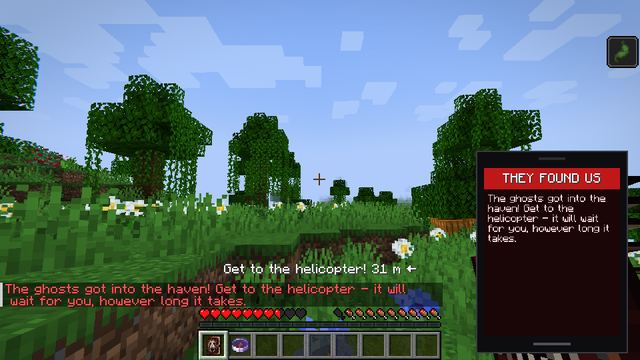 THEY FOUND US
The ghosts got into the
haven! Get to the
helicopter - it will wait
for you, however long it
takes.
Get to the helicopter! 31 m ←
The ghosts got into the haven! Get to the helicopter - it will
wait for you, however long it takes.